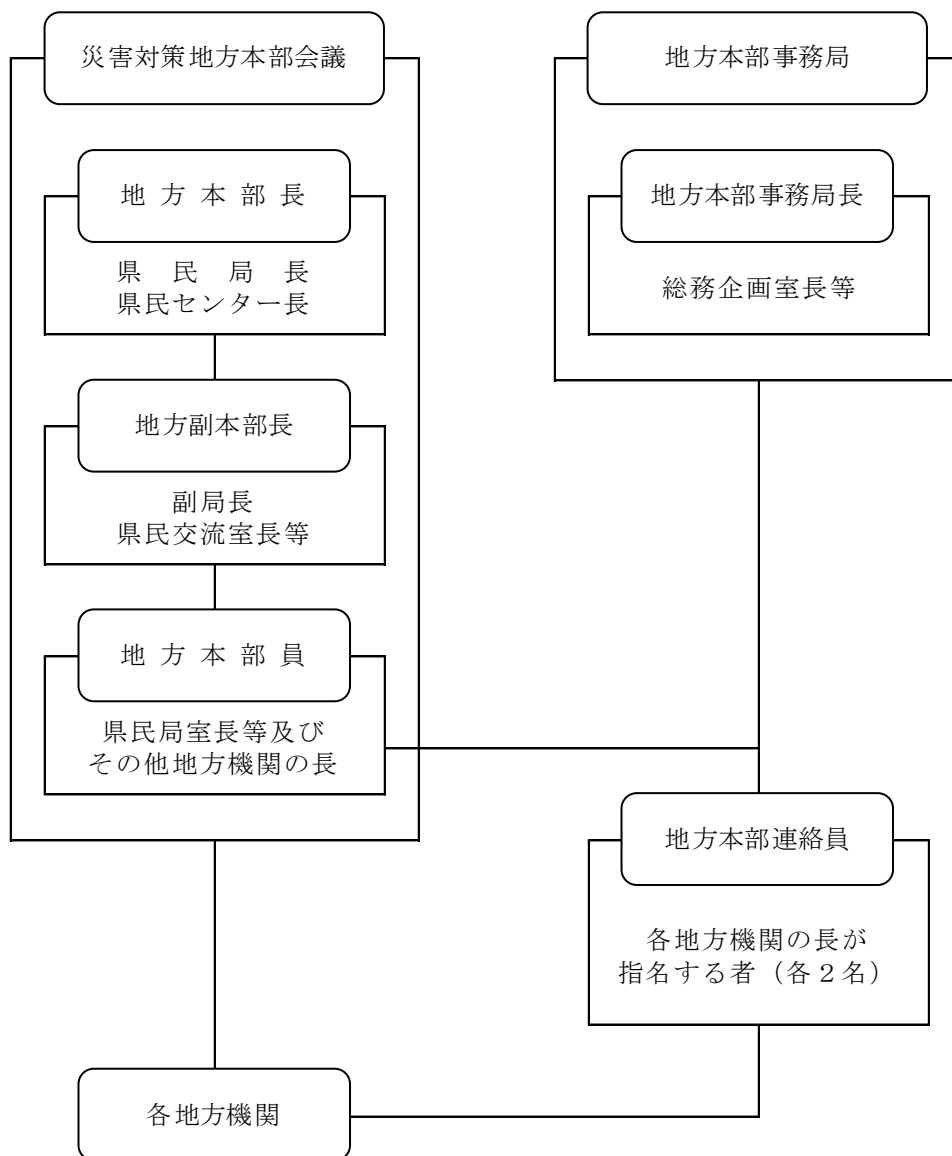 災害対策地方本部会議
地方本部長
県民局長
県民センター長
地方副本部長
副局長
県民交流室長等
地方本部員
県民局室長等及び
その他地方機関の長
地方本部事務局
地方本部事務局長
総務企画室長等
地方本部連絡員
各地方機関の長が
指名する者（各２名）
各地方機関